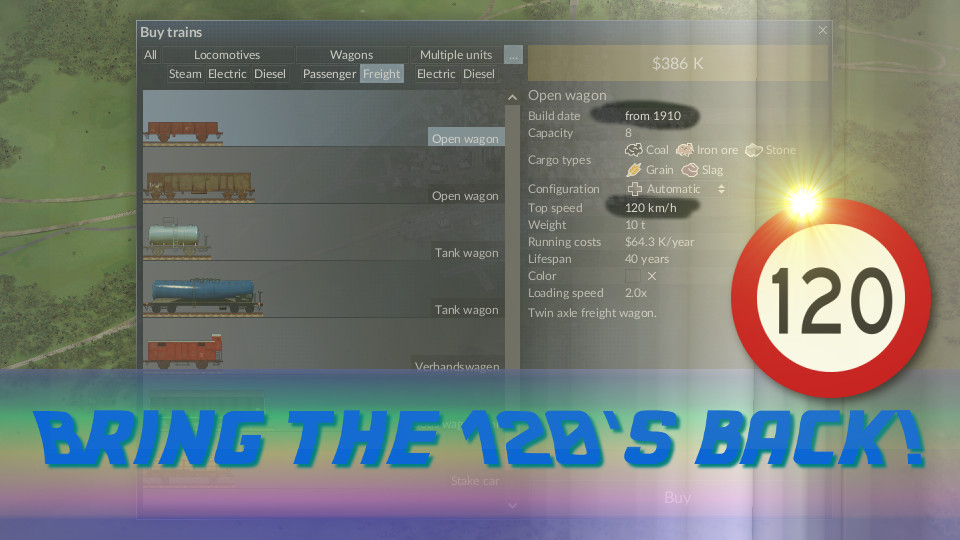 Buy trains
All Locomotives Wagons Multiple units ...
Steam Electric Diesel Passenger Freight Electric Diesel
$386 K
Open wagon
Build date from 1910
Capacity 8
Cargo types Coal Iron ore Stone
Grain Slag
Configuration Automatic
Top speed 120 km/h
Weight 10 t
Running costs $64.3 K/year
Lifespan 40 years
Color
Loading speed 2.0x
Twin axle freight wagon.
Open wagon
Open wagon
Tank wagon
Tank wagon
Verbandswagen
120
BRING THE 120'S BACK!
Stake car
Buy